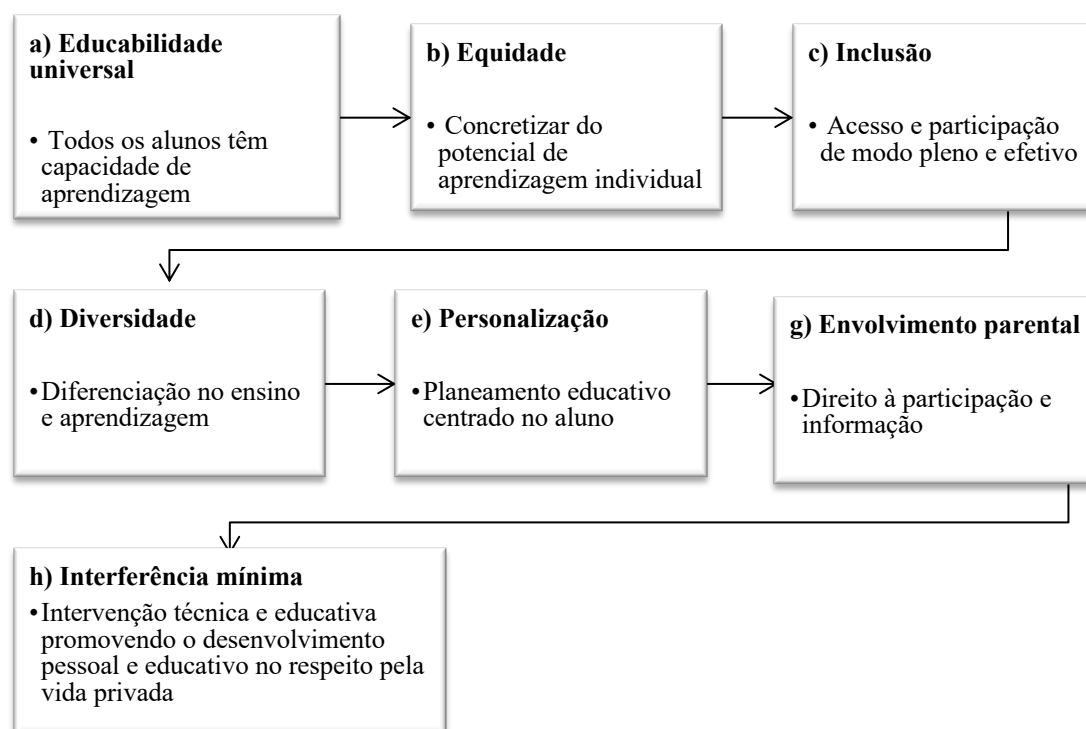 a) Educabilidade
universal
• Todos os alunos têm
capacidade de
aprendizagem
b) Equidade
• Concretizar do
potencial de
aprendizagem individual
c) Inclusão
• Acesso e participação
de modo pleno e efetivo
d) Diversidade
• Diferenciação no ensino
e aprendizagem
e) Personalização
• Planeamento educativo
centrado no aluno
g) Envolvimento parental
• Direito à participação e
informação
h) Interferência mínima
• Intervenção técnica e educativa
promovendo o desenvolvimento
pessoal e educativo no respeito pela
vida privada